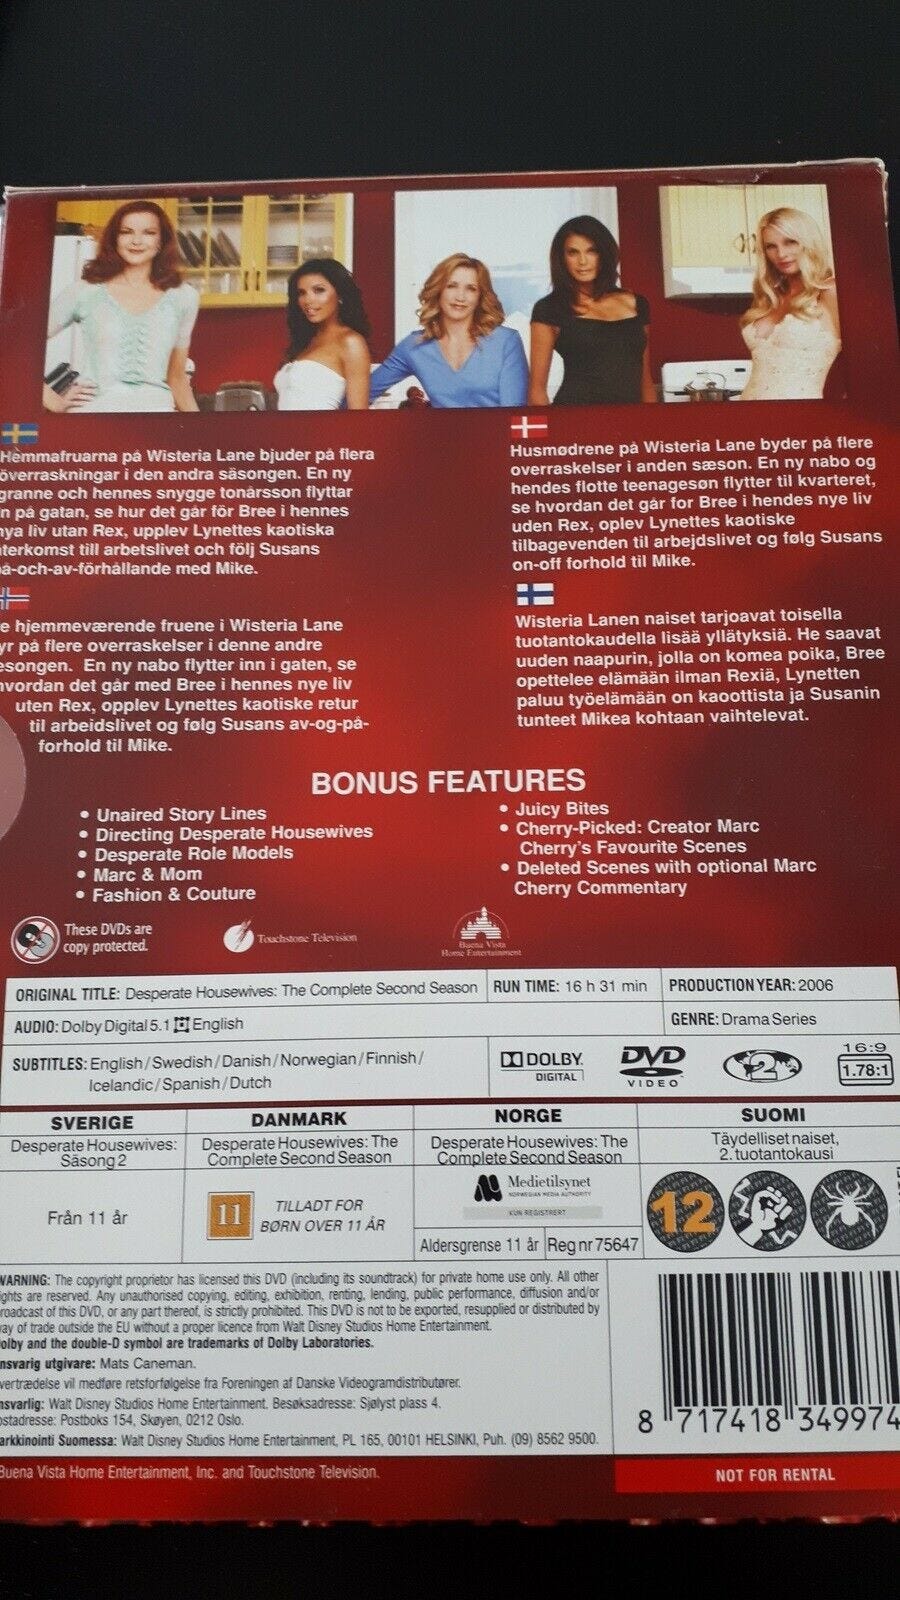 Hemmafruarna på Wisteria Lane bjuder på flera
överraskningar i den andra säsongen. En ny
granne och hennes snygge tonårsson flyttar
n på gatan, se hur det går för Bree i hennes
nya liv utan Rex, upplev Lynettes kaotiska
återkomst till arbetslivet och följ Susans
å-och-av-förhållande med Mike.
Husmødrene på Wisteria Lane byder på flere
overraskelser i anden sæson. En ny nabo og
hendes flotte teenagesøn flytter til kvarteret,
se hvordan det går for Bree i hendes nye liv
uden Rex, oplev Lynettes kaotiske
tilbagevenden til arbejdslivet og følg Susans
on-off forhold til Mike.
e hjemmeværende fruene i Wisteria Lane
yr på flere overraskelser i denne andre
esongen. En ny nabo flytter inn i gaten, se
hvordan det går med Bree i hennes nye liv
uten Rex, opplev Lynettes kaotiske retur
til arbeidslivet og følg Susans av-og-på-
forhold til Mike.
Wisteria Lanen naiset tarjoavat toisella
tuotantokaudella lisää yllätyksiä. He saavat
uuden naapurin, jolla on komea poika, Bree
opettelee elämään ilman Rexiä, Lynetten
paluu työelämään on kaoottista ja Susanin
tunteet Mikea kohtaan vaihtelevat.
BONUS FEATURES
• Unaired Story Lines
• Directing Desperate Housewives
• Desperate Role Models
• Marc & Mom
• Fashion & Couture
• Juicy Bites
• Cherry-Picked: Creator Marc
Cherry's Favourite Scenes
• Deleted Scenes with optional Marc
Cherry Commentary
These DVDs are
copy protected.
Touchstone Television
Buena Vista
Home Entertainment
ORIGINAL TITLE: Desperate Housewives: The Complete Second Season
RUN TIME: 16 h 31 min
PRODUCTION YEAR: 2006
AUDIO: Dolby Digital 5.1 English
GENRE: Drama Series
SUBTITLES: English/Swedish/Danish/Norwegian/Finnish/
Icelandic/Spanish/Dutch
DOLBY
DIGITAL
DVD
VIDEO
2
16:9
1.78:1
SVERIGE
Desperate Housewives:
Säsong 2
Från 11 år
DANMARK
Desperate Housewives: The
Complete Second Season
11
TILLADT FOR
BØRN OVER 11 ÅR
NORGE
Desperate Housewives: The
Complete Second Season
Medietilsynet
NORWEGIAN MEDIA AUTHORITY
KUN REGISTRERT
Aldersgrense 11 år
Reg nr 75647
SUOMI
Täydelliset naiset,
2. tuotantokausi
12
WARNING: The copyright proprietor has licensed this DVD (including its soundtrack) for private home use only. All other
ights are reserved. Any unauthorised copying, editing, exhibition, renting, lending, public performance, diffusion and/or
roadcast of this DVD, or any part thereof, is strictly prohibited. This DVD is not to be exported, resupplied or distributed by
way of trade outside the EU without a proper licence from Walt Disney Studios Home Entertainment.
olby and the double-D symbol are trademarks of Dolby Laboratories.
nsvarig utgivare: Mats Caneman.
vertrædelse vil medføre retsforfølgelse fra Foreningen af Danske Videogramdistributører.
nsvarlig: Walt Disney Studios Home Entertainment. Besøksadresse: Sjølyst plass 4.
ostadresse: Postboks 154, Skøyen, 0212 Oslo.
arkkinointi Suomessa: Walt Disney Studios Home Entertainment, PL 165, 00101 HELSINKI, Puh. (09) 8562 9500.
Buena Vista Home Entertainment, Inc. and Touchstone Television.
8 717418 349974
NOT FOR RENTAL